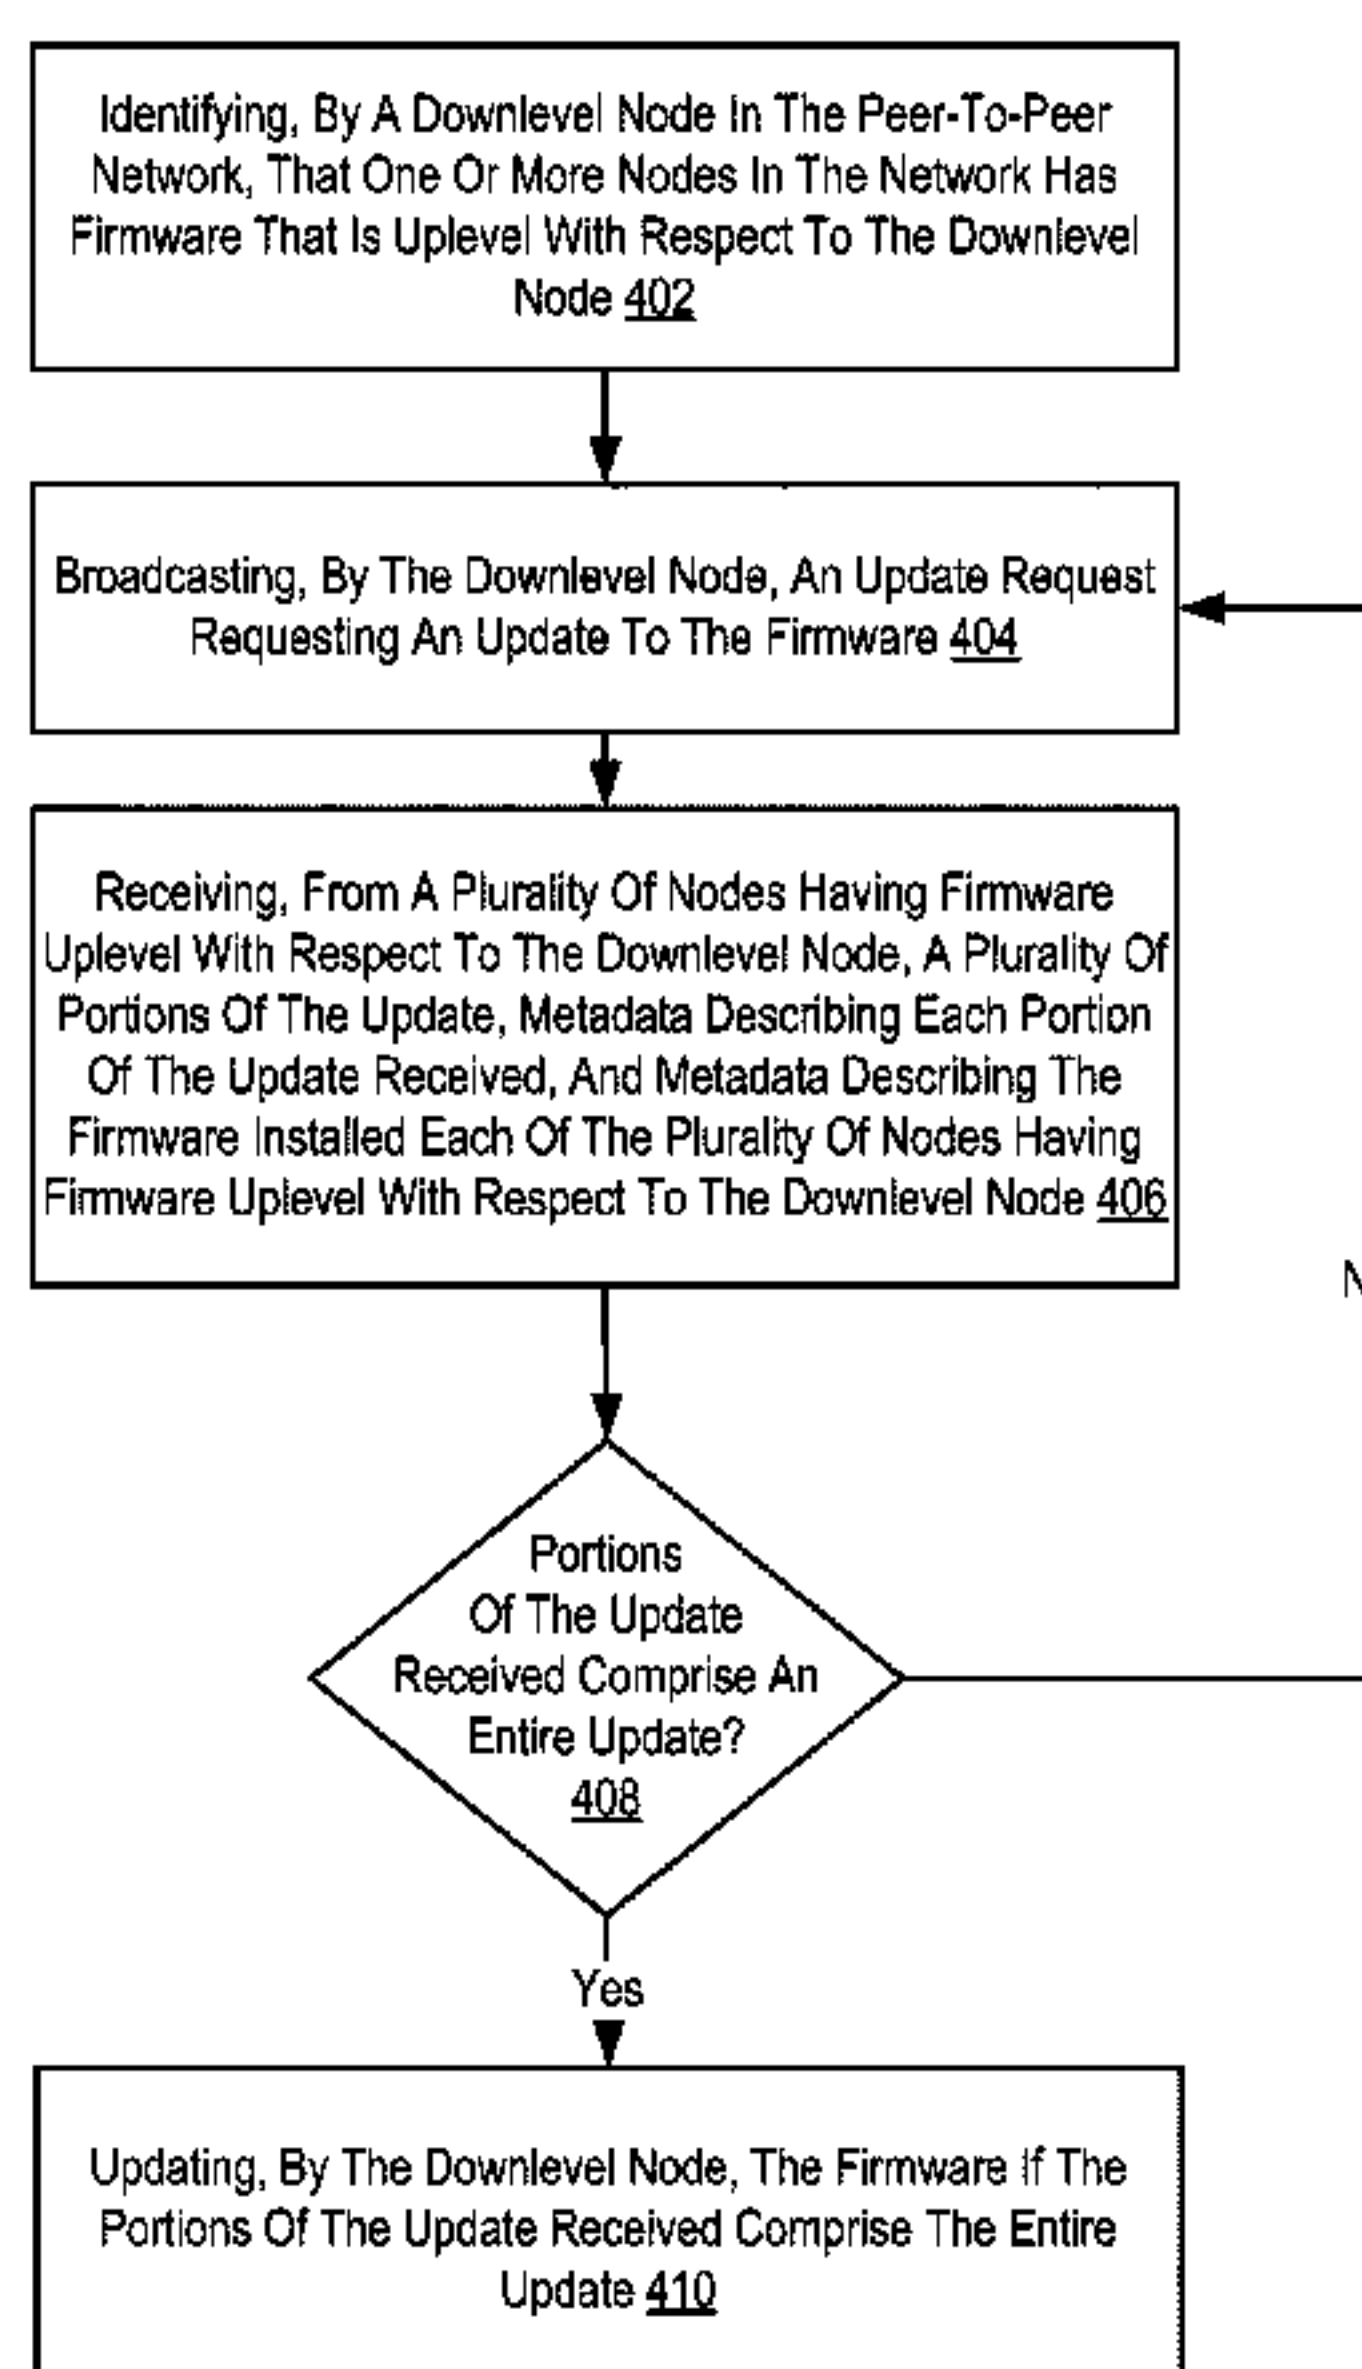 Identifying, By A Downlevel Node In The Peer-To-Peer
Network, That One Or More Nodes In The Network Has
Firmware That Is Uplevel With Respect To The Downlevel
Node 402
Broadcasting, By The Downlevel Node, An Update Request
Requesting An Update To The Firmware 404
Receiving, From A Plurality Of Nodes Having Firmware
Uplevel With Respect To The Downlevel Node, A Plurality Of
Portions Of The Update, Metadata Describing Each Portion
Of The Update Received, And Metadata Describing The
Firmware Installed Each Of The Plurality Of Nodes Having
Firmware Uplevel With Respect To The Downlevel Node 406
Portions
Of The Update
Received Comprise An
Entire Update?
408
Yes
Updating, By The Downlevel Node, The Firmware If The
Portions Of The Update Received Comprise The Entire
Update 410